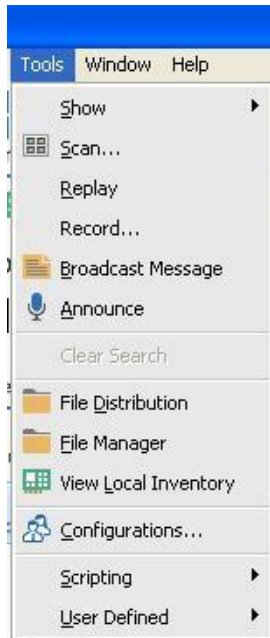 Tools Window Help
Show
Scan...
Replay
Record...
Broadcast Message
Announce
Clear Search
File Distribution
File Manager
View Local Inventory
Configurations...
Scripting
User Defined